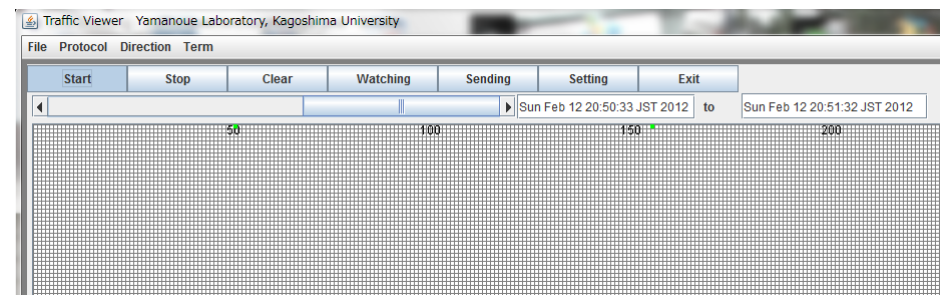 Traffic Viewer Yamanoue Laboratory, Kagoshima University
File Protocol Direction Term
Start Stop Clear Watching Sending Setting Exit
Sun Feb 12 20:50:33 JST 2012 to Sun Feb 12 20:51:32 JST 2012
50 100 150 200